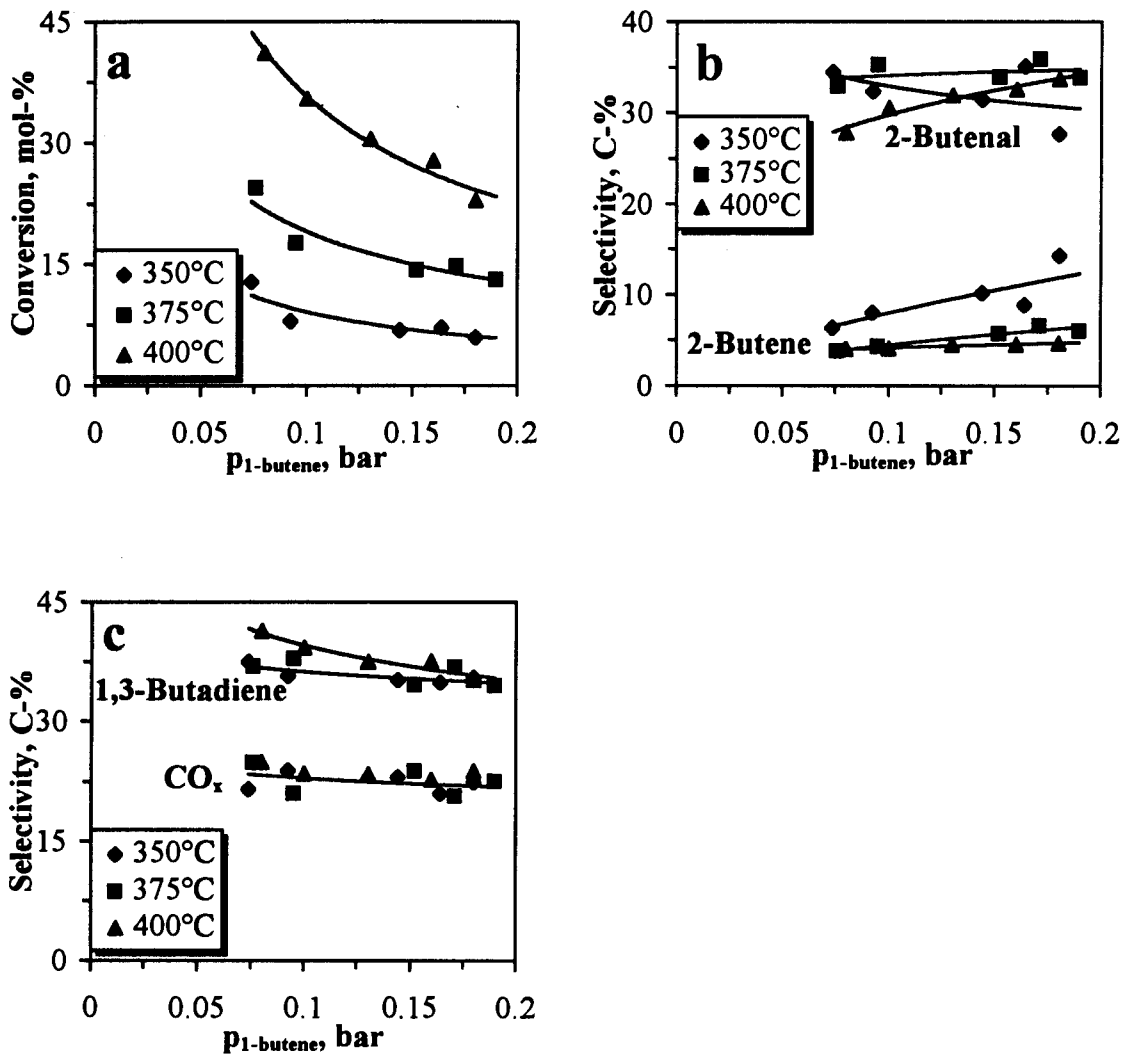 a
Conversion, mol-%
45
30
15
0
350°C
375°C
400°C
0 0.05 0.1 0.15 0.2
p1-butene, bar
b
Selectivity, C-%
40
30
20
10
0
2-Butenal
350°C
375°C
400°C
2-Butene
0 0.05 0.1 0.15 0.2
p1-butene, bar
c
Selectivity, C-%
45
30
15
0
1,3-Butadiene
COx
350°C
375°C
400°C
0 0.05 0.1 0.15 0.2
p1-butene, bar